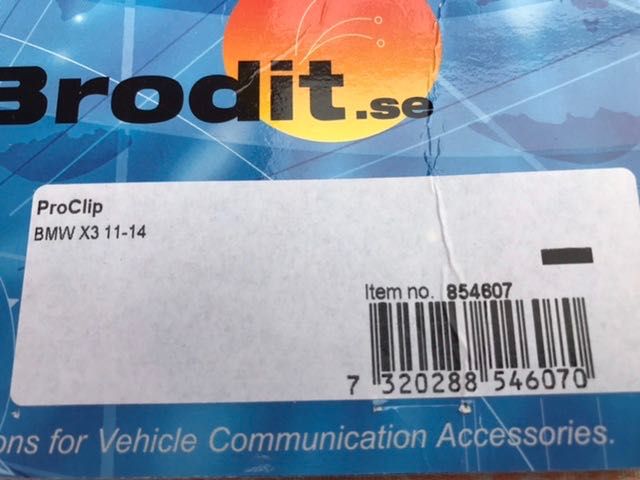 Brodit.se
ProClip
BMW X3 11-14
Item no. 854607
7 320288 546070
ons for Vehicle Communication Accessories.